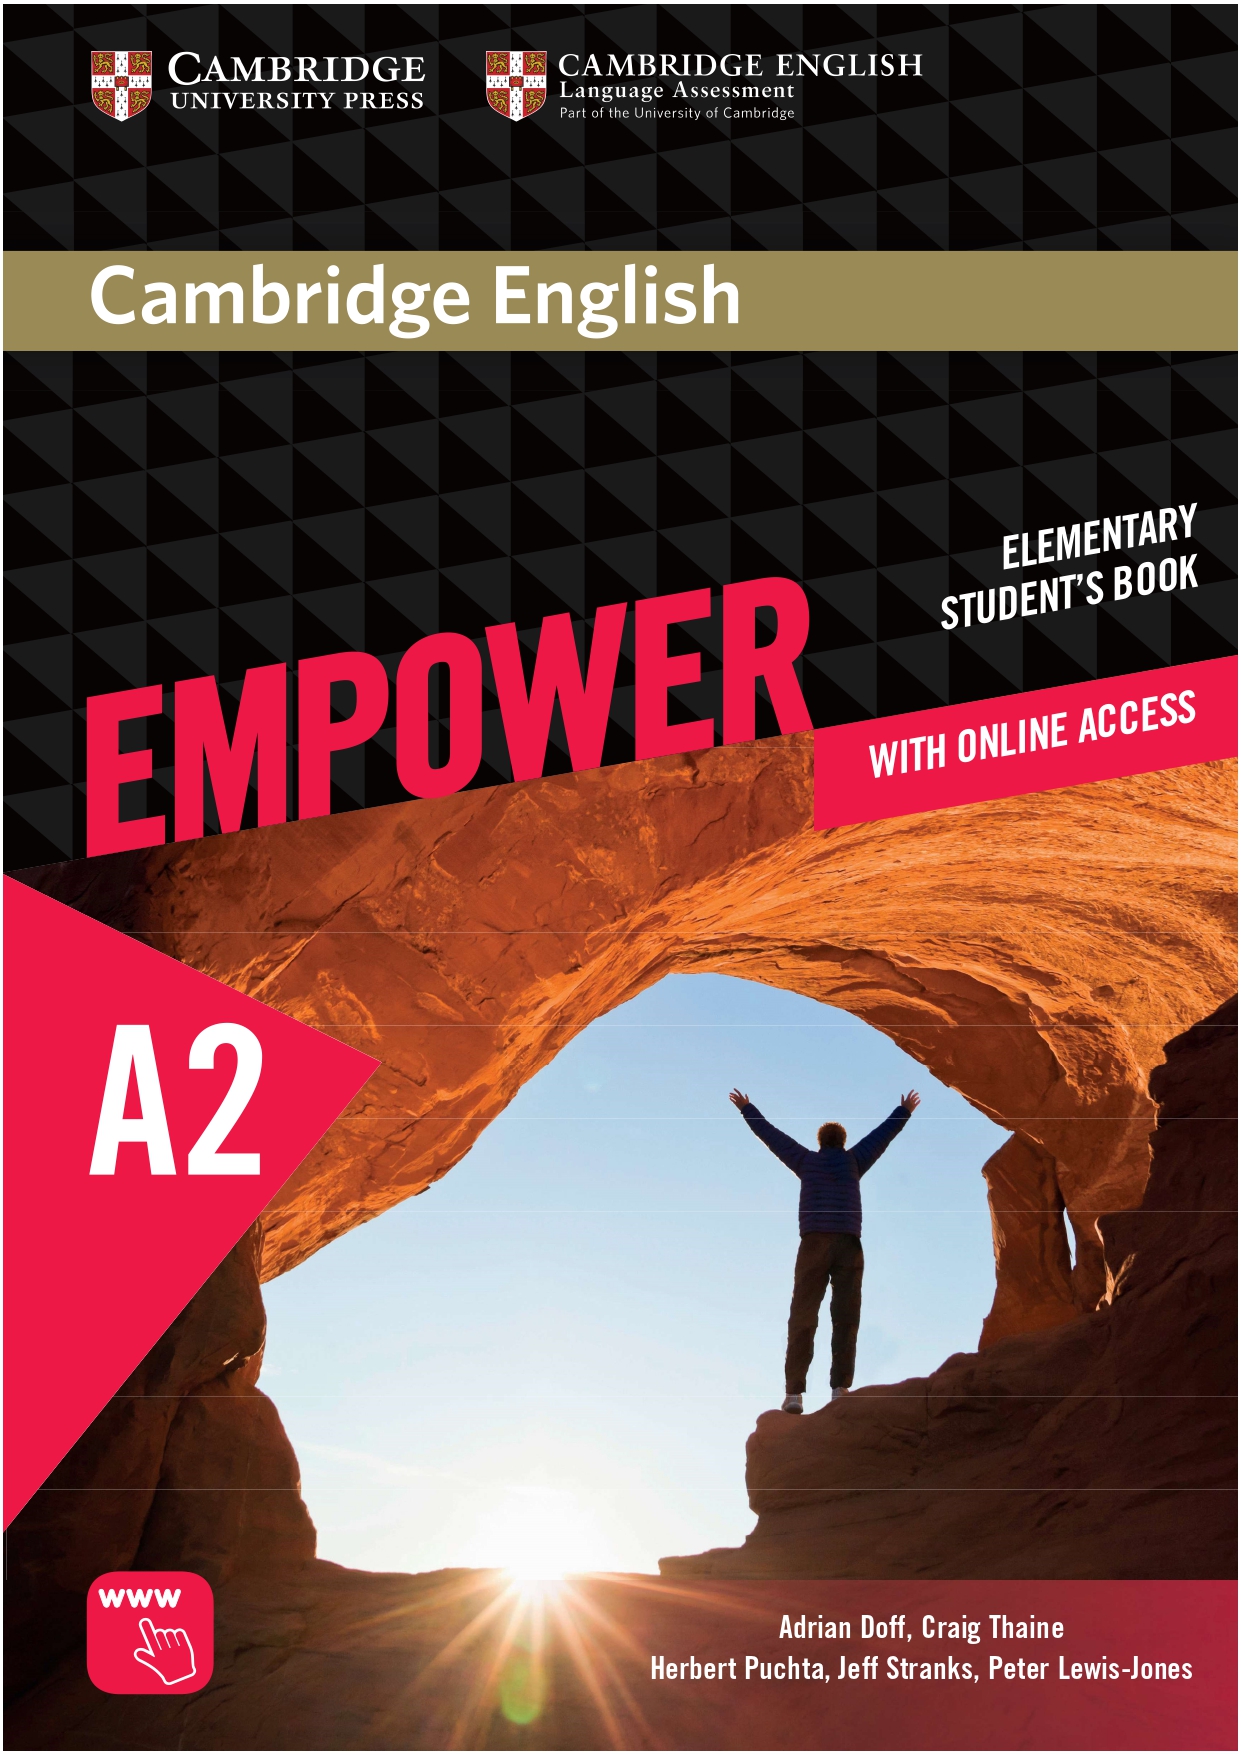 CAMBRIDGE
UNIVERSITY PRESS
CAMBRIDGE ENGLISH
Language Assessment
Part of the University of Cambridge
Cambridge English
ELEMENTARY
STUDENT'S BOOK
EMPOWER
WITH ONLINE ACCESS
A2
WWW
Adrian Doff, Craig Thaine
Herbert Puchta, Jeff Stranks, Peter Lewis-Jones